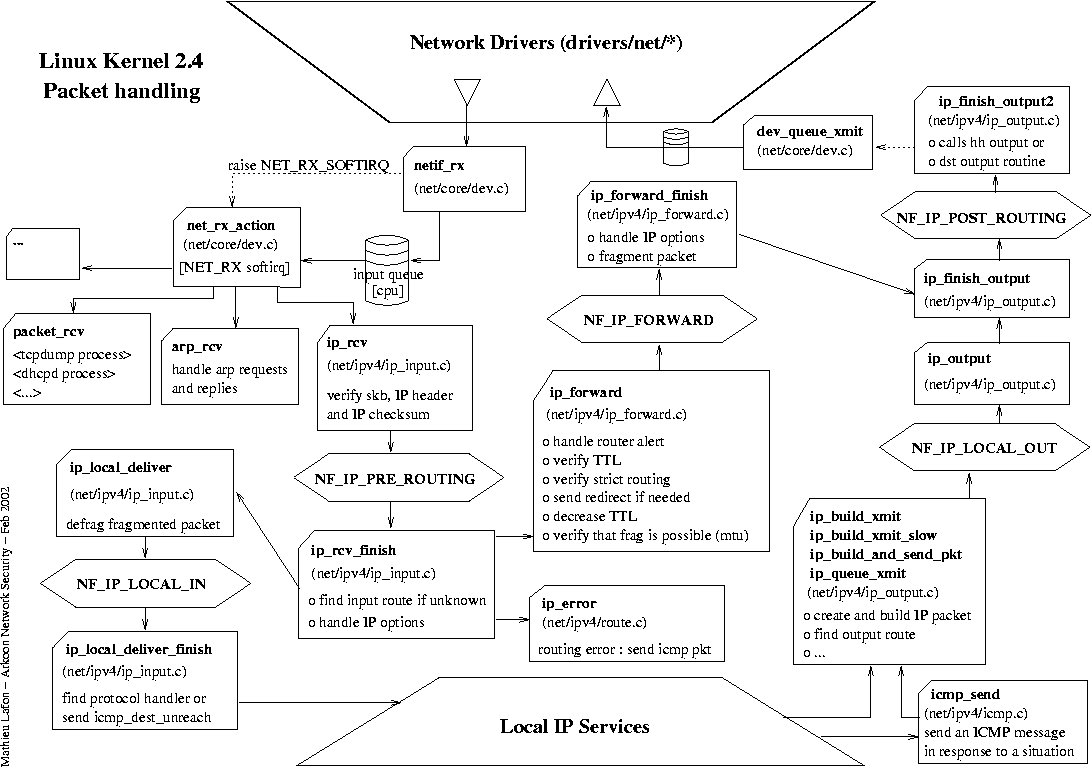 Linux Kernel 2.4
Packet handling
Network Drivers (drivers/net/*)
raise NET_RX_SOFTIRQ
netif_rx
(net/core/dev.c)
net_rx_action
(net/core/dev.c)
[NET_RX softirq]
...
input queue
[cpu]
packet_rcv
<tcpdump process>
<dhcpd process>
<...>
arp_rcv
handle arp requests
and replies
ip_rcv
(net/ipv4/ip_input.c)
verify skb, IP header
and IP checksum
NF_IP_PRE_ROUTING
ip_rcv_finish
(net/ipv4/ip_input.c)
o find input route if unknown
o handle IP options
ip_local_deliver
(net/ipv4/ip_input.c)
defrag fragmented packet
NF_IP_LOCAL_IN
ip_local_deliver_finish
(net/ipv4/ip_input.c)
find protocol handler or
send icmp_dest_unreach
ip_error
(net/ipv4/route.c)
routing error : send icmp pkt
ip_forward
(net/ipv4/ip_forward.c)
o handle router alert
o verify TTL
o verify strict routing
o send redirect if needed
o decrease TTL
o verify that frag is possible (mtu)
NF_IP_FORWARD
ip_forward_finish
(net/ipv4/ip_forward.c)
o handle IP options
o fragment packet
dev_queue_xmit
(net/core/dev.c)
ip_finish_output2
(net/ipv4/ip_output.c)
o calls hh output or
o dst output routine
NF_IP_POST_ROUTING
ip_finish_output
(net/ipv4/ip_output.c)
ip_output
(net/ipv4/ip_output.c)
NF_IP_LOCAL_OUT
ip_build_xmit
ip_build_xmit_slow
ip_build_and_send_pkt
ip_queue_xmit
(net/ipv4/ip_output.c)
o create and build IP packet
o find output route
o ...
icmp_send
(net/ipv4/icmp.c)
send an ICMP message
in response to a situation
Local IP Services
Mathieu Lafon – Arkoon Network Security – Feb 2002